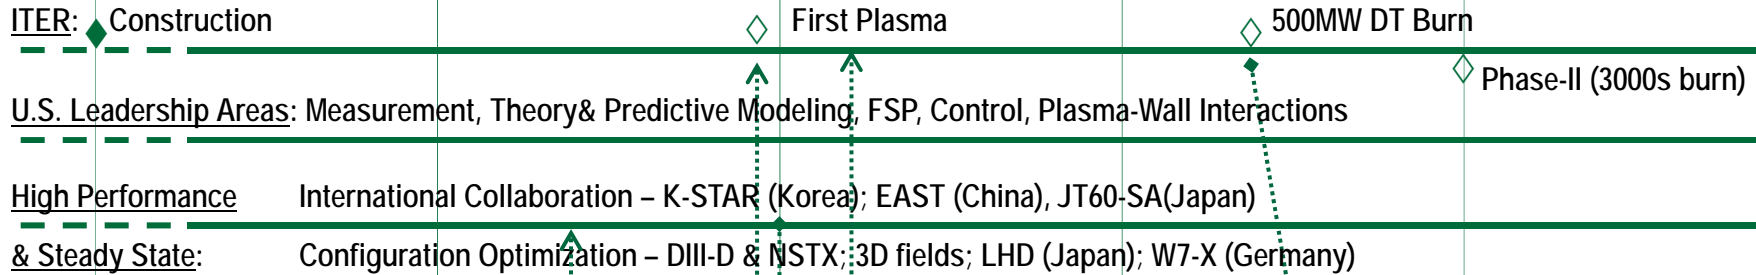 ITER: Construction First Plasma 500MW DT Burn
Phase-II (3000s burn)
U.S. Leadership Areas: Measurement, Theory& Predictive Modeling, FSP, Control, Plasma-Wall Interactions
High Performance International Collaboration – K-STAR (Korea); EAST (China), JT60-SA(Japan)
& Steady State: Configuration Optimization – DIII-D & NSTX; 3D fields; LHD (Japan); W7-X (Germany)